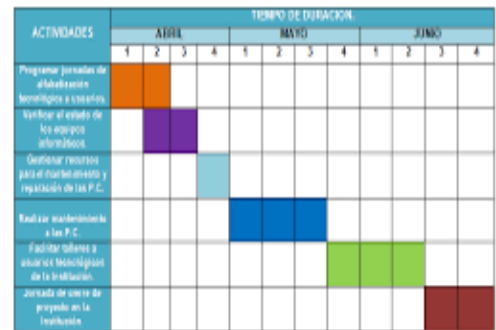 ACTIVIDADES
TIEMPO DE DURACION.
ABRIL MAYO JUNIO
1 2 3 4 1 2 3 4 1 2 3 4
Programar jornadas de
alfabetización
tecnológica a usuarios.
Verificar el estado de
los equipos
informáticos.
Gestionar recursos
para el mantenimiento y
reparación de las P.C.
Realizar mantenimiento
a las P.C.
Facilitar talleres a
usuarios tecnológicos
de la Institución.
Jornada de cierre de
proyecto en la
Institución